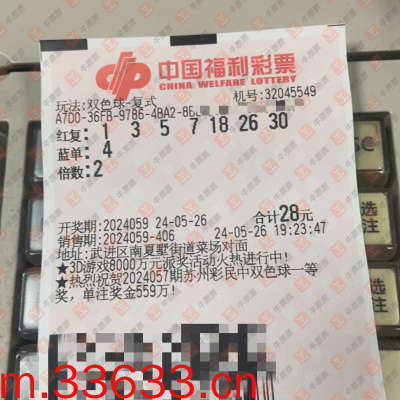 中国福利彩票
CHINA WELFARE LOTTERY
玩法:双色球-复式
机号:32045549
A7D0-36FB-9786-4BA2-8
红复: 1 3 5 7 18 26 30
蓝单: 4
倍数:2
开奖期:2024059 24-05-26 合计28元
销售期:2024059-406 24-05-26 19:23:47
地址:武进区南夏墅街道菜场对面
★3D游戏8000万元派奖活动火热进行中!
★热烈祝贺2024057期苏州彩民中双色球一等
奖,单注奖金559万!
选注
选注
m.33633.cn